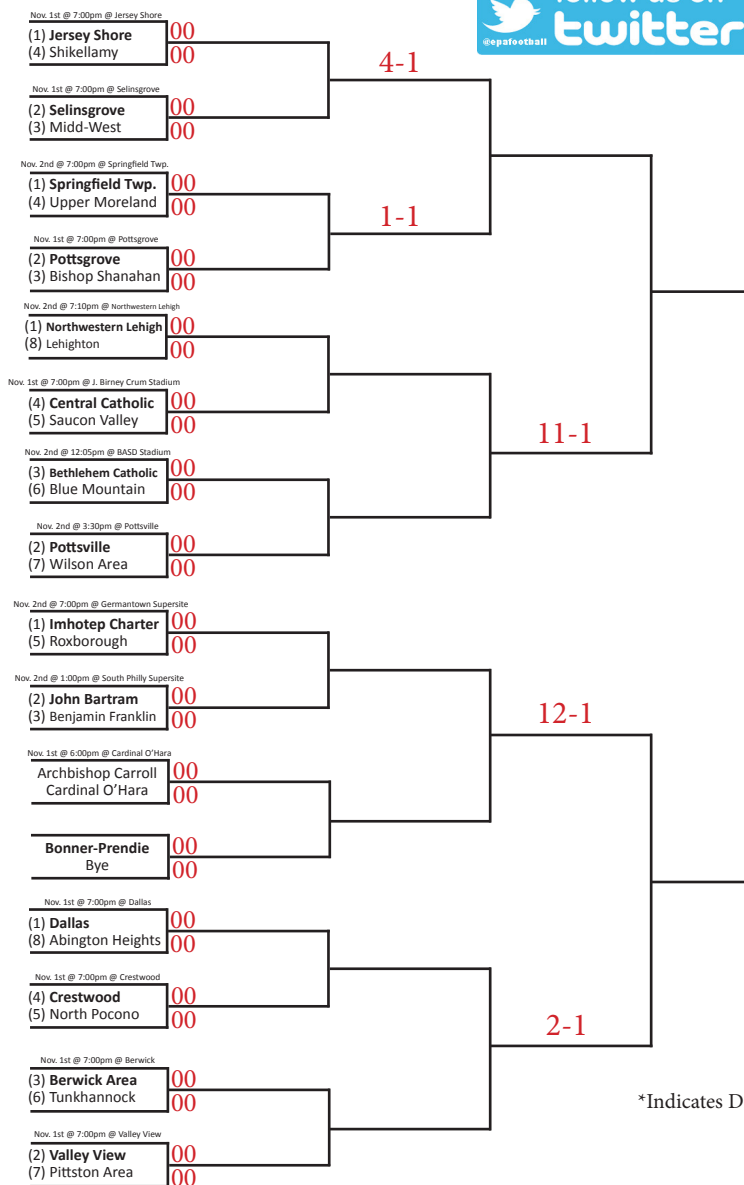 follow us on
twitter
@epafootball
Nov. 1st @ 7:00pm @ Jersey Shore
(1) Jersey Shore 00
(4) Shikellamy 00
4-1
Nov. 1st @ 7:00pm @ Selinsgrove
(2) Selinsgrove 00
(3) Midd-West 00
Nov. 2nd @ 7:00pm @ Springfield Twp.
(1) Springfield Twp. 00
(4) Upper Moreland 00
1-1
Nov. 1st @ 7:00pm @ Pottsgrove
(2) Pottsgrove 00
(3) Bishop Shanahan 00
Nov. 2nd @ 7:10pm @ Northwestern Lehigh
(1) Northwestern Lehigh 00
(8) Lehighton 00
Nov. 1st @ 7:00pm @ J. Birney Crum Stadium
(4) Central Catholic 00
(5) Saucon Valley 00
11-1
Nov. 2nd @ 12:05pm @ BASD Stadium
(3) Bethlehem Catholic 00
(6) Blue Mountain 00
Nov. 2nd @ 3:30pm @ Pottsville
(2) Pottsville 00
(7) Wilson Area 00
Nov. 2nd @ 7:00pm @ Germantown Supersite
(1) Imhotep Charter 00
(5) Roxborough 00
Nov. 2nd @ 1:00pm @ South Philly Supersite
(2) John Bartram 00
(3) Benjamin Franklin 00
12-1
Nov. 1st @ 6:00pm @ Cardinal O'Hara
Archbishop Carroll 00
Cardinal O'Hara 00
Bonner-Prendie 00
Bye 00
Nov. 1st @ 7:00pm @ Dallas
(1) Dallas 00
(8) Abington Heights 00
Nov. 1st @ 7:00pm @ Crestwood
(4) Crestwood 00
(5) North Pocono 00
2-1
Nov. 1st @ 7:00pm @ Berwick
(3) Berwick Area 00
(6) Tunkhannock 00
*Indicates D
Nov. 1st @ 7:00pm @ Valley View
(2) Valley View 00
(7) Pittston Area 00